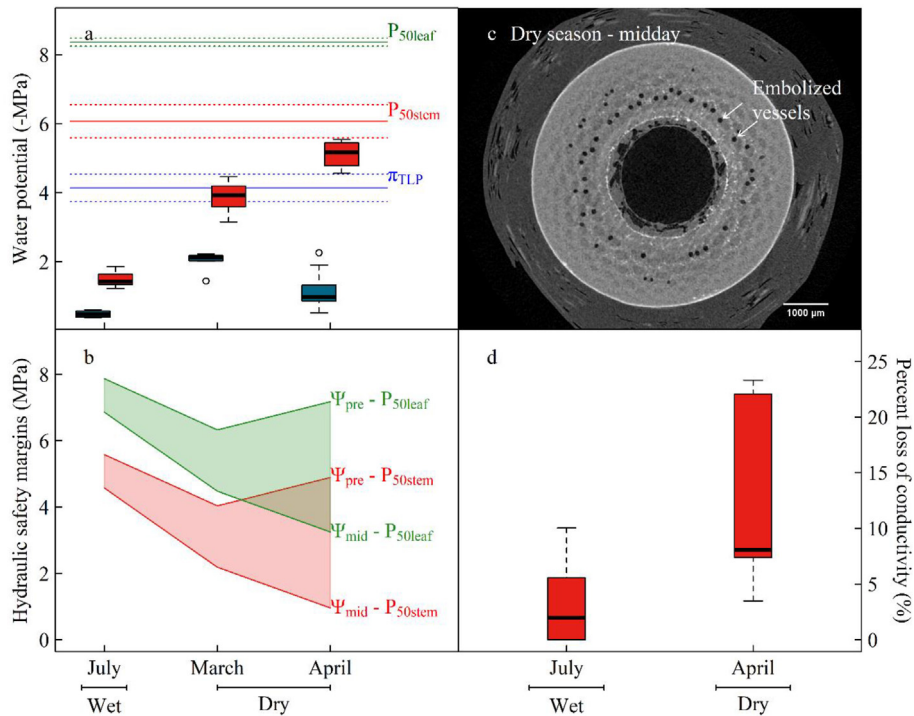 a
P50leaf
P50stem
πTLP
Water potential (-MPa)
8
6
4
2
c Dry season - midday
Embolized
vessels
1000 µm
b
Ψpre - P50leaf
Ψpre - P50stem
Ψmid - P50leaf
Ψmid - P50stem
Hydraulic safety margins (MPa)
8
6
4
2
0
July
March
April
Wet
Dry
d
25
20
15
10
5
0
Percent loss of conductivity (%)
July
April
Wet
Dry